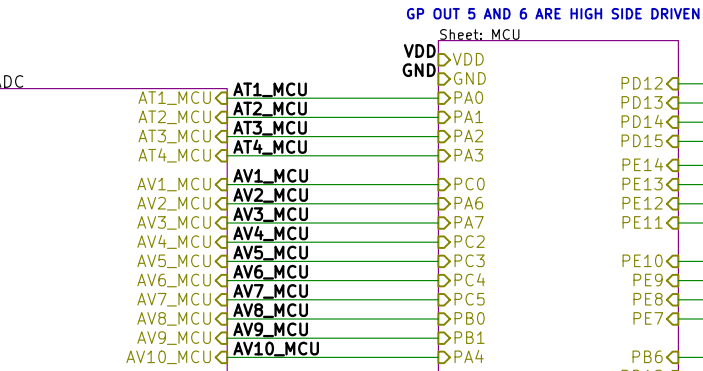 GP OUT 5 AND 6 ARE HIGH SIDE DRIVEN
Sheet: MCU
VDD
VDD
GND
GND
ADC
AT1_MCU AT1_MCU PA0
AT2_MCU AT2_MCU PA1
AT3_MCU AT3_MCU PA2
AT4_MCU AT4_MCU PA3
AV1_MCU AV1_MCU PC0
AV2_MCU AV2_MCU PA6
AV3_MCU AV3_MCU PA7
AV4_MCU AV4_MCU PC2
AV5_MCU AV5_MCU PC3
AV6_MCU AV6_MCU PC4
AV7_MCU AV7_MCU PC5
AV8_MCU AV8_MCU PB0
AV9_MCU AV9_MCU PB1
AV10_MCU AV10_MCU PA4
PD12
PD13
PD14
PD15
PE14
PE13
PE12
PE11
PE10
PE9
PE8
PE7
PB6